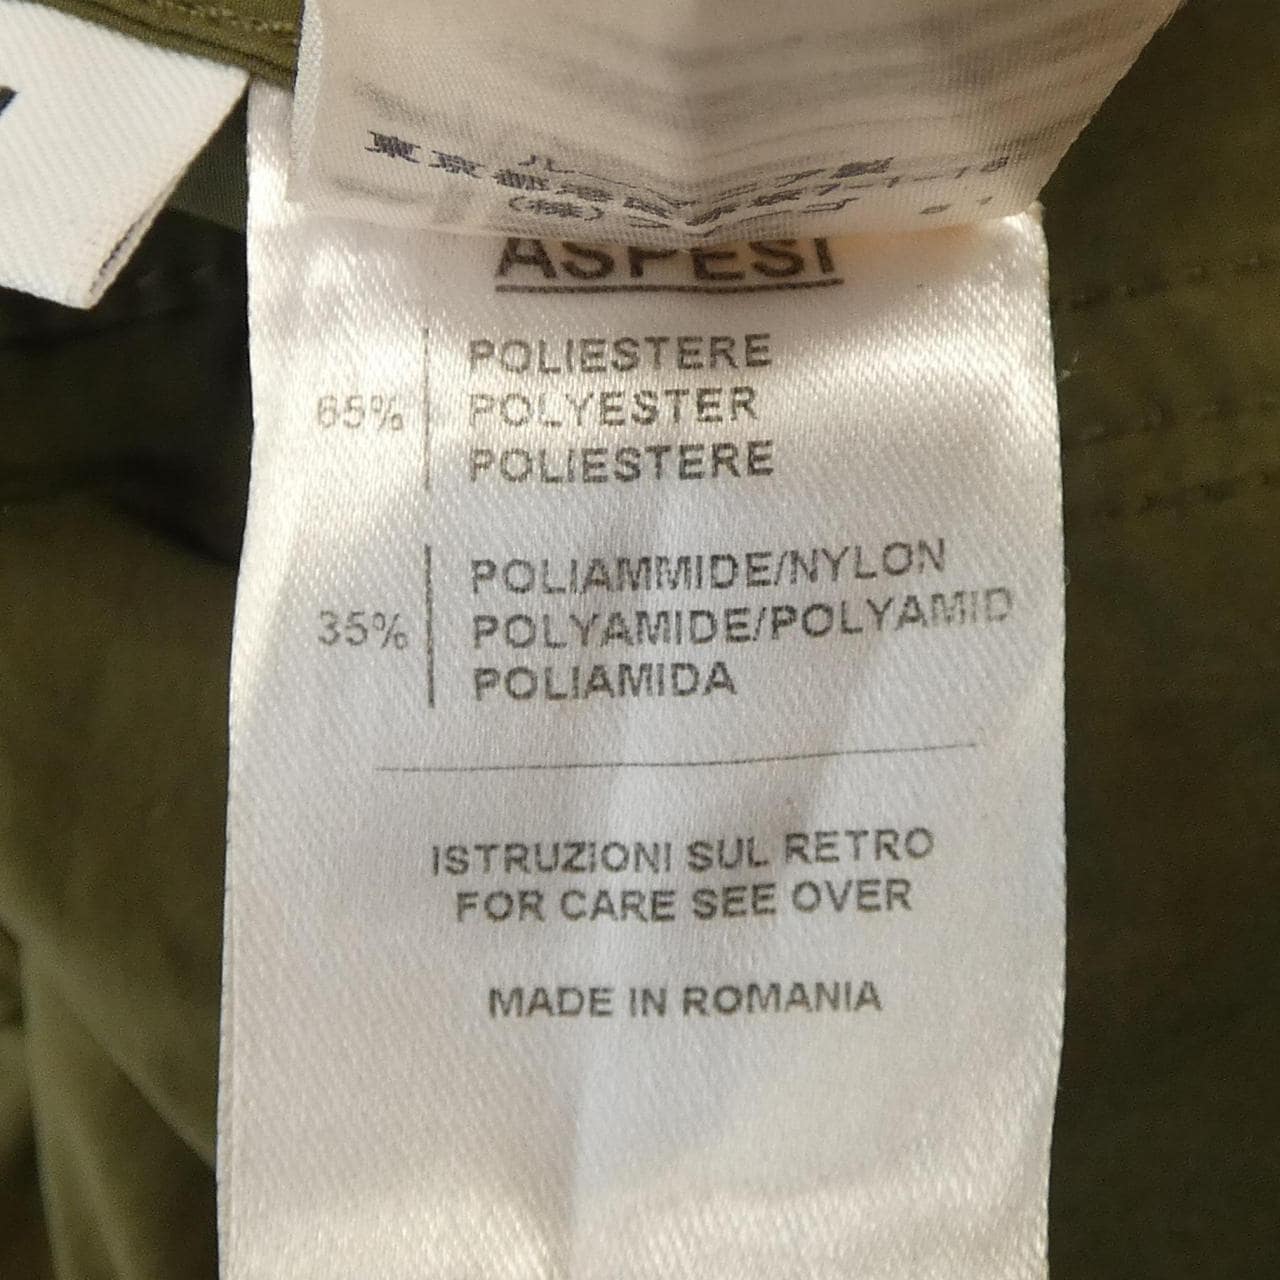 ASPESI
65%
POLIESTERE
POLYESTER
POLIESTERE
35%
POLIAMMIDE/NYLON
POLYAMIDE/POLYAMID
POLIAMIDA
ISTRUZIONI SUL RETRO
FOR CARE SEE OVER
MADE IN ROMANIA